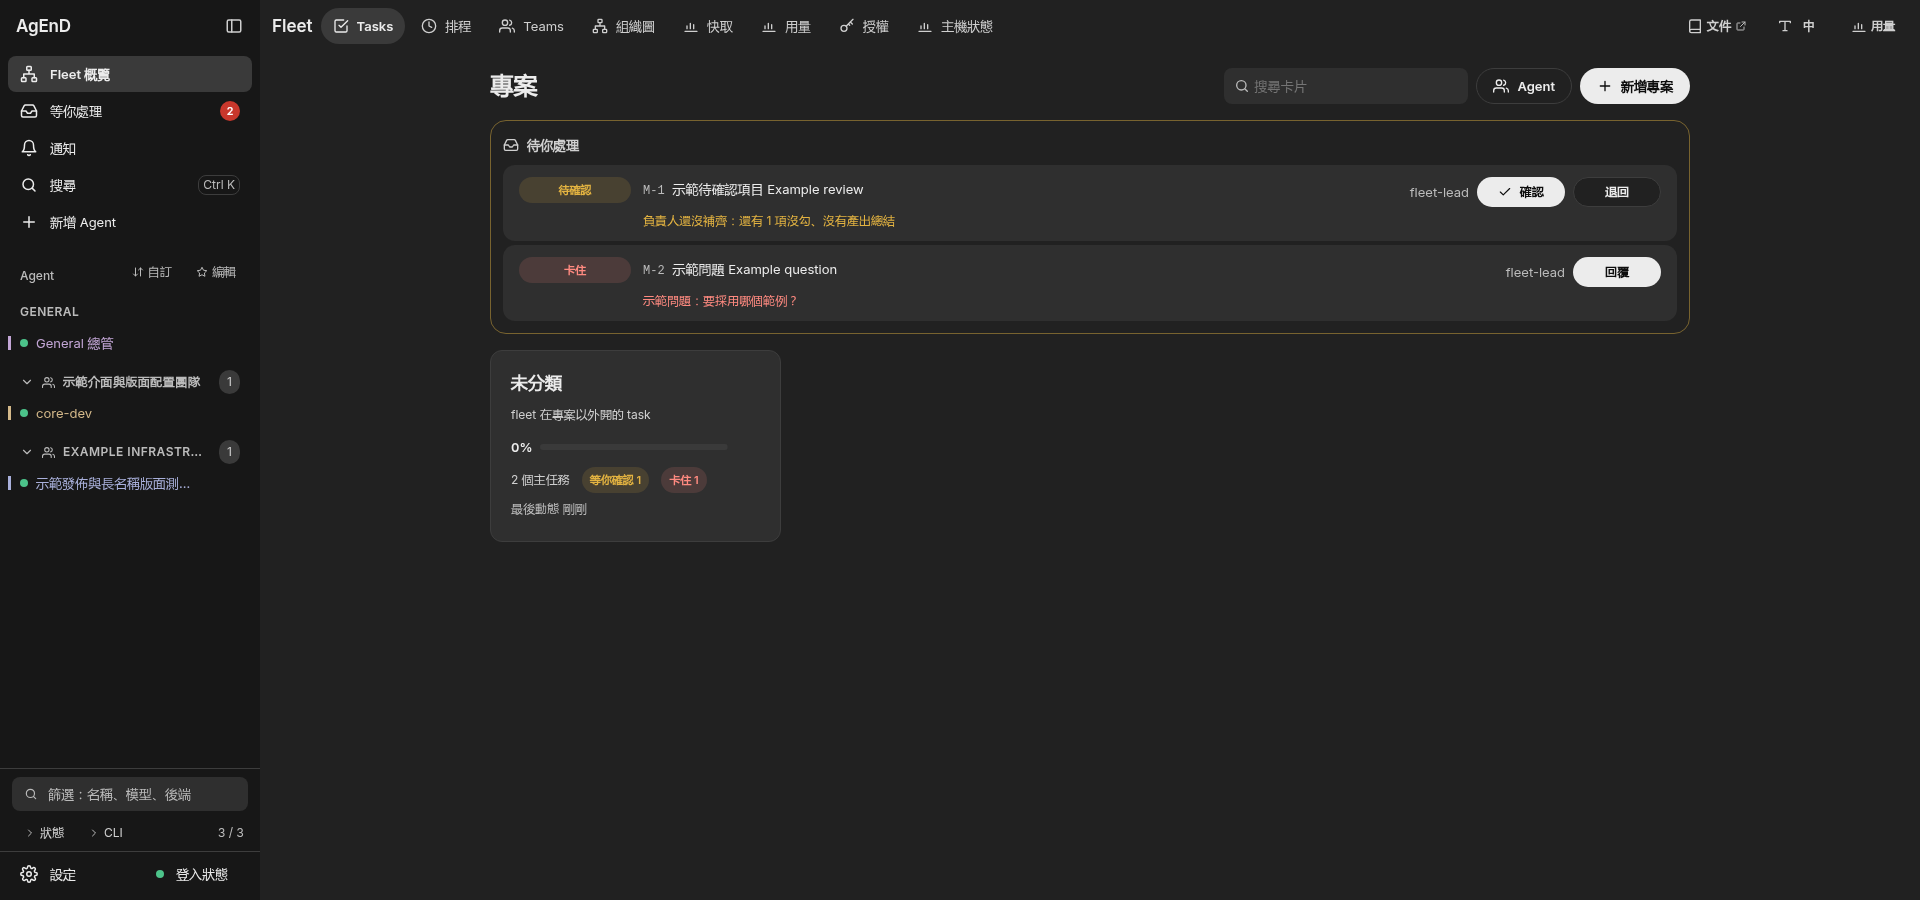 AgEnD
Fleet 概覽
等你處理 2
通知
搜尋 Ctrl K
新增 Agent
Agent 自訂 編輯
GENERAL
General 總管
示範介面與版面配置團隊 1
core-dev
EXAMPLE INFRASTR... 1
示範發佈與長名稱版面測...
篩選：名稱、模型、後端
狀態 CLI 3 / 3
設定 登入狀態
Fleet Tasks 排程 Teams 組織圖 快取 用量 授權 主機狀態 文件 中 用量
專案 搜尋卡片 Agent 新增專案
待你處理
待確認 M-1 示範待確認項目 Example review fleet-lead 確認 退回
負責人還沒補齊：還有 1 項沒勾、沒有產出總結
卡住 M-2 示範問題 Example question fleet-lead 回覆
示範問題：要採用哪個範例？
未分類
fleet 在專案以外開的 task
0%
2 個主任務 等你確認 1 卡住 1
最後動態 剛剛